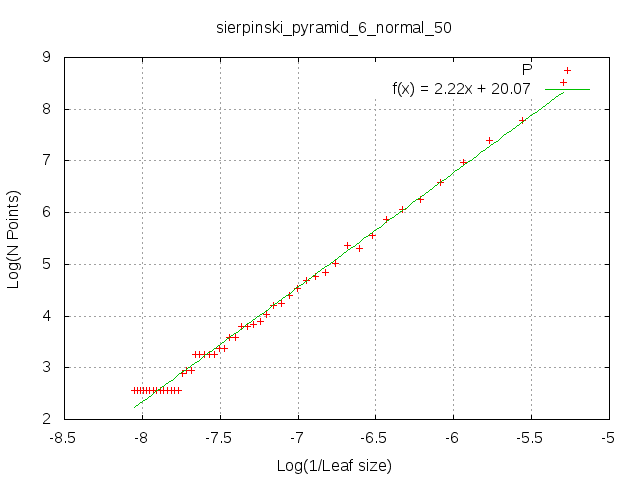 sierpinski_pyramid_6_normal_50
9
8
7
6
5
4
3
2
Log(N Points)
P
f(x) = 2.22x + 20.07
-8.5 -8 -7.5 -7 -6.5 -6 -5.5 -5
Log(1/Leaf size)